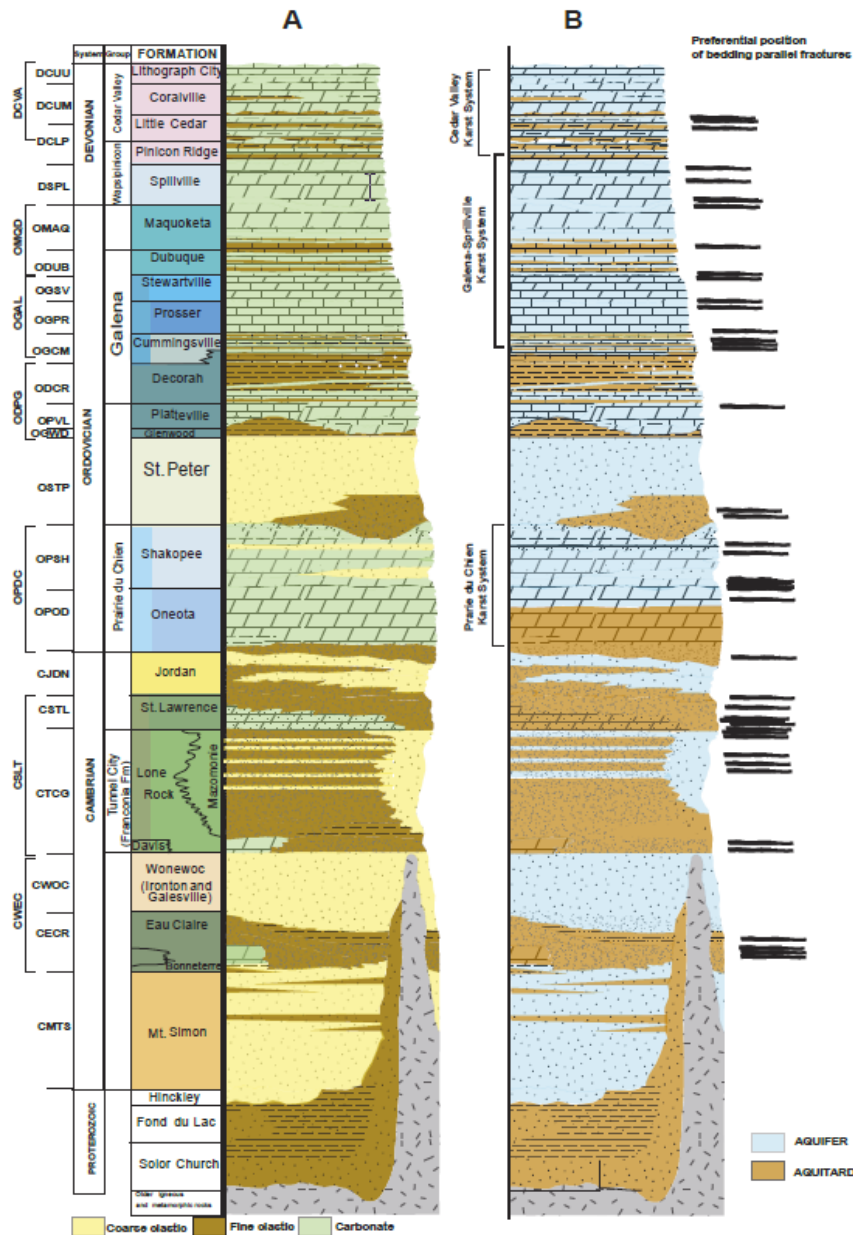 A
B
Preferential position
of bedding parallel fractures
System
Group
FORMATION
DCVA
DCUU
DCUM
DCLP
DSPL
OMQD
OMAQ
ODUB
OGAL
OGSV
OGPR
OGCM
ODPG
ODCR
OPVL
OGWD
OSTP
OPDC
OPSH
OPOD
CJDN
CSLT
CSTL
CTCG
CWEC
CWOC
CECR
CMTS
DEVONIAN
ORDOVICIAN
CAMBRIAN
PROTEROZOIC
Cedar Valley
Wapsipinicon
Galena
Prairie du Chien
Tunnel City
(Franconia Fm)
Lithograph City
Coralville
Little Cedar
Pinicon Ridge
Spillville
Maquoketa
Dubuque
Stewartville
Prosser
Cummingsville
Decorah
Platteville
Glenwood
St. Peter
Shakopee
Oneota
Jordan
St. Lawrence
Lone
Rock
Mazomonie
Davis
Wonewoc
(Ironton and
Galesville)
Eau Claire
Bonneterre
Mt. Simon
Hinckley
Fond du Lac
Solor Church
Older igneous
and metamorphic rocks
Cedar Valley
Karst System
Galena-Sprillville
Karst System
Prarie du Chien
Karst System
AQUIFER
AQUITARD
Coarse clastic
Fine clastic
Carbonate